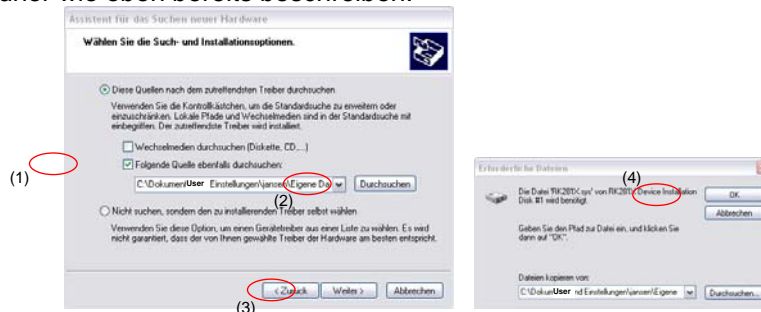 wie eben bereits beschreiben.
Assistent für das Suchen neuer Hardware
Wählen Sie die Such- und Installationsoptionen.
Diese Quellen nach dem zutreffendsten Treiber durchsuchen
Verwenden Sie die Kontrollkästchen, um die Standardsuche zu erweitern oder
einzuschränken. Lokale Pfade und Wechselmedien sind in der Standardsuche mit
einbegriffen. Der zutreffendste Treiber wird installiert.
Wechselmedien durchsuchen (Diskette, CD,...)
(1)
Folgende Quelle ebenfalls durchsuchen:
C:\Dokumen User Einstellungen\jansen\Eigene Da
Durchsuchen
(2)
Nicht suchen, sondern den zu installierenden Treiber selbst wählen
Verwenden Sie diese Option, um einen Gerätetreiber aus einer Liste zu wählen. Es wird
nicht garantiert, dass der von Ihnen gewählte Treiber der Hardware am besten entspricht.
< Zurück
Weiter >
Abbrechen
(3)
Erforderliche Dateien
(4)
Die Datei 'RK281X.sys' von RK281X Device Installation
Disk #1 wird benötigt.
OK
Abbrechen
Geben Sie den Pfad zur Datei ein, und klicken Sie
dann auf "OK".
Dateien kopieren von:
C:\Dokum User nd Einstellungen\jansen\Eigene
Durchsuchen...